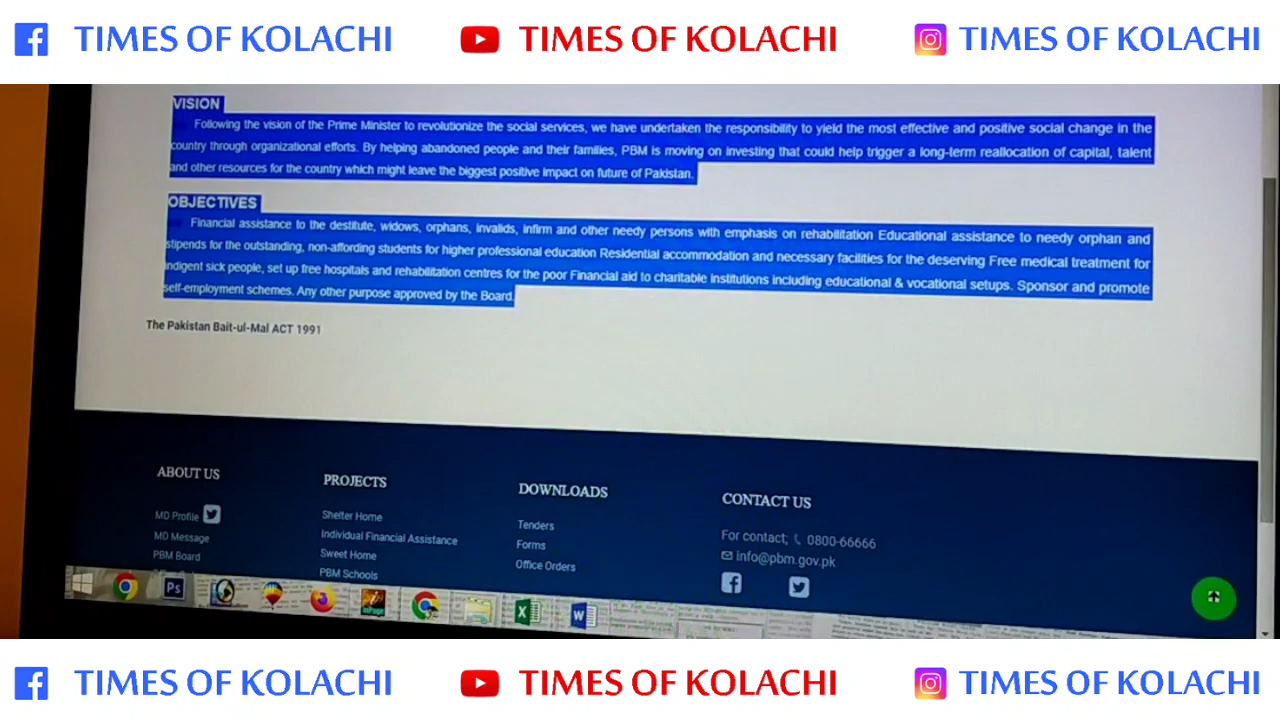 TIMES OF KOLACHI TIMES OF KOLACHI TIMES OF KOLACHI
VISION
Following the vision of the Prime Minister to revolutionize the social services, we have undertaken the responsibility to yield the most effective and positive social change in the
country through organizational efforts. By helping abandoned people and their families, PBM is moving on investing that could help trigger a long-term reallocation of capital, talent
and other resources for the country which might leave the biggest positive impact on future of Pakistan.
OBJECTIVES
Financial assistance to the destitute, widows, orphans, invalids, infirm and other needy persons with emphasis on rehabilitation Educational assistance to needy orphan and
stipends for the outstanding, non-affording students for higher professional education Residential accommodation and necessary facilities for the deserving Free medical treatment for
indigent sick people, set up free hospitals and rehabilitation centres for the poor Financial aid to charitable institutions including educational & vocational setups. Sponsor and promote
self-employment schemes. Any other purpose approved by the Board.
The Pakistan Bait-ul-Mal ACT 1991
ABOUT US
MD Profile
MD Message
PBM Board
PROJECTS
Shelter Home
Individual Financial Assistance
Sweet Home
PBM Schools
DOWNLOADS
Tenders
Forms
Office Orders
CONTACT US
For contact; 0800-66666
info@pbm.gov.pk
Ps
InPage
TIMES OF KOLACHI TIMES OF KOLACHI TIMES OF KOLACHI